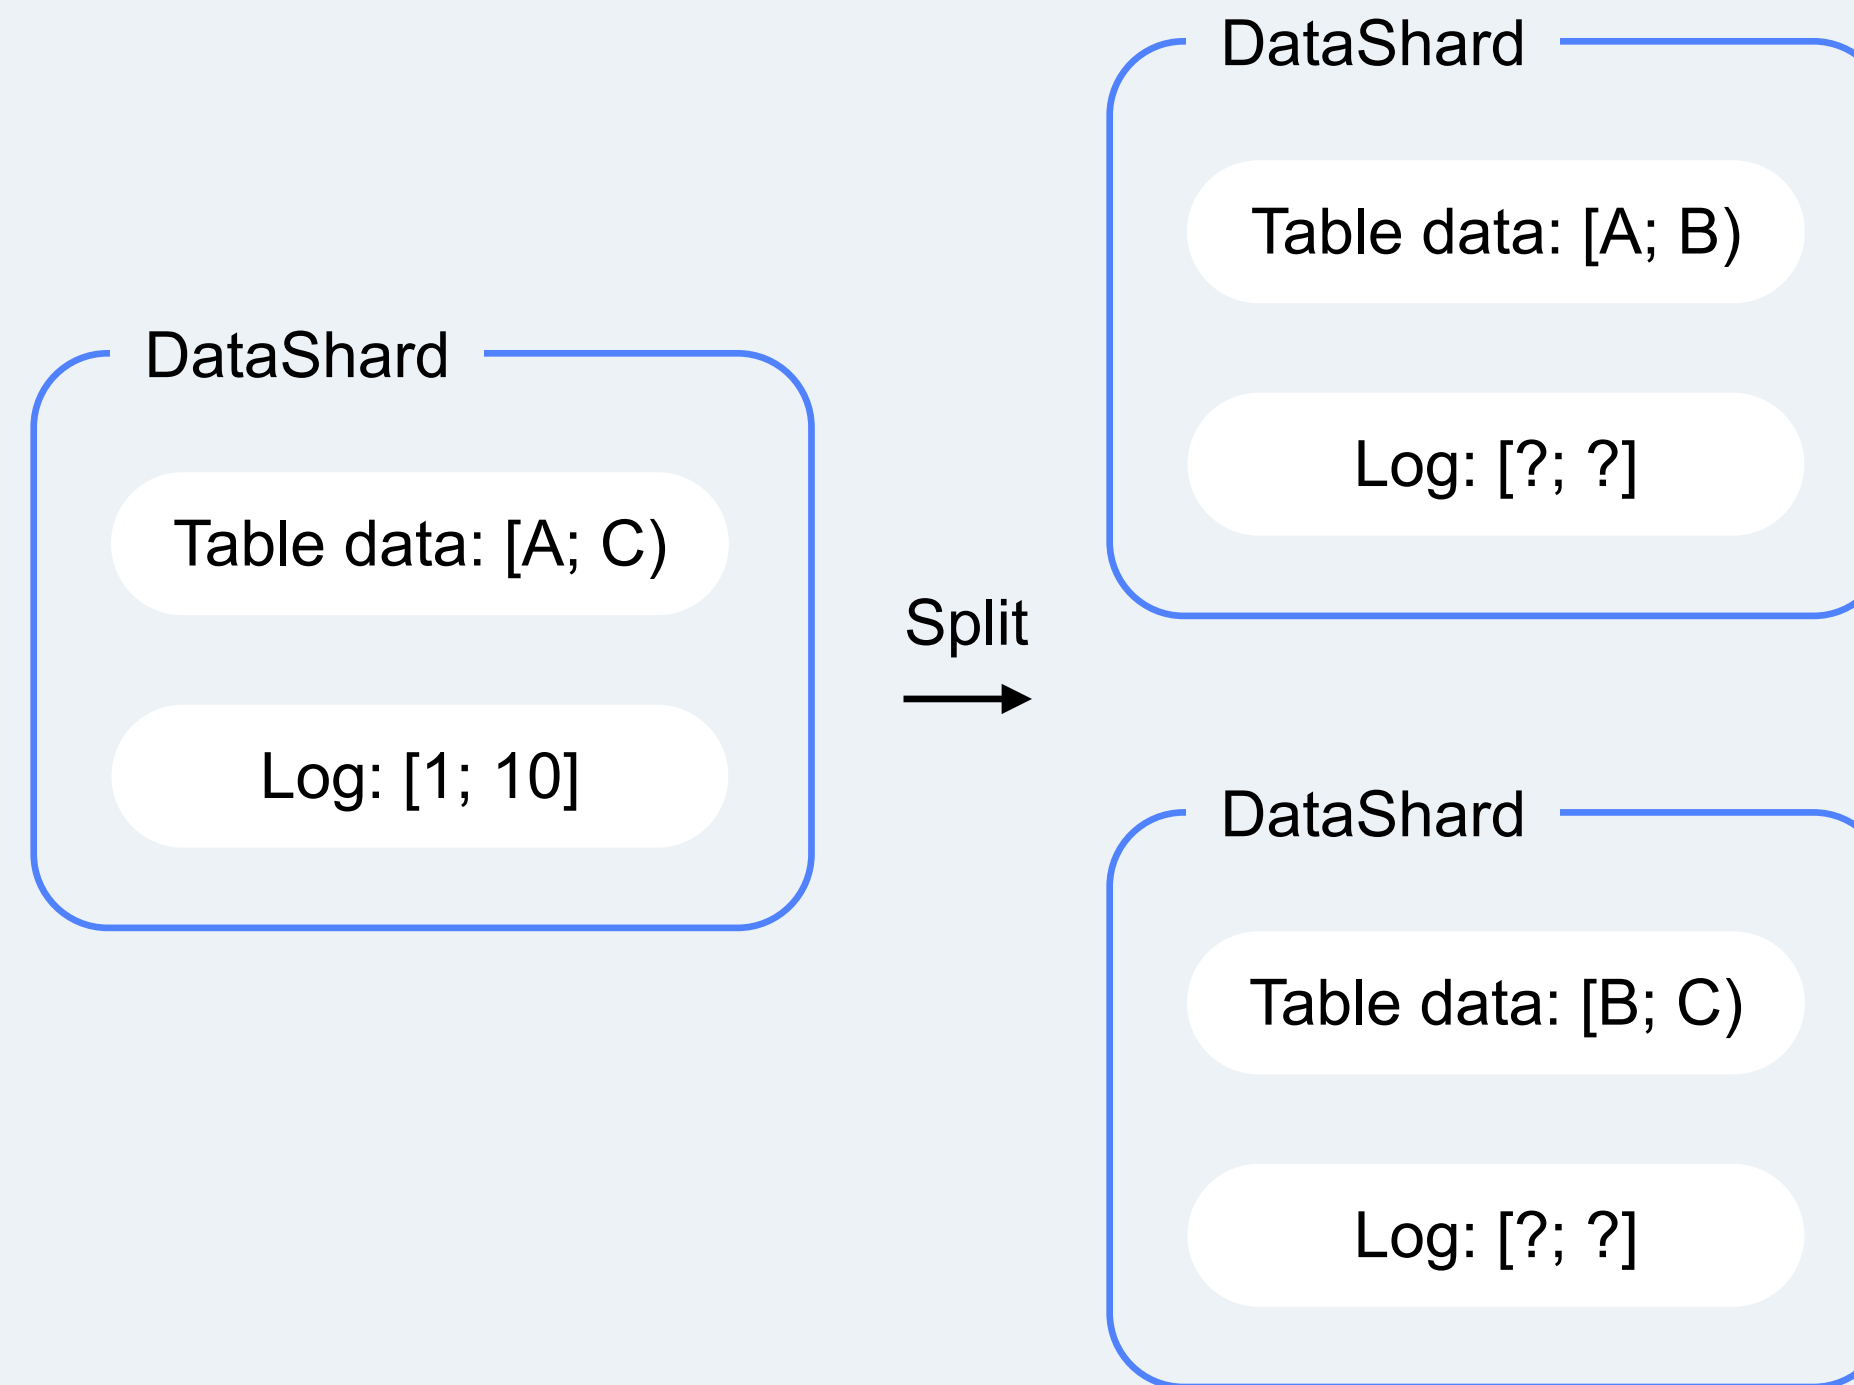 DataShard
Table data: [A; C)
Log: [1; 10]
Split
DataShard
Table data: [A; B)
Log: [?; ?]
DataShard
Table data: [B; C)
Log: [?; ?]